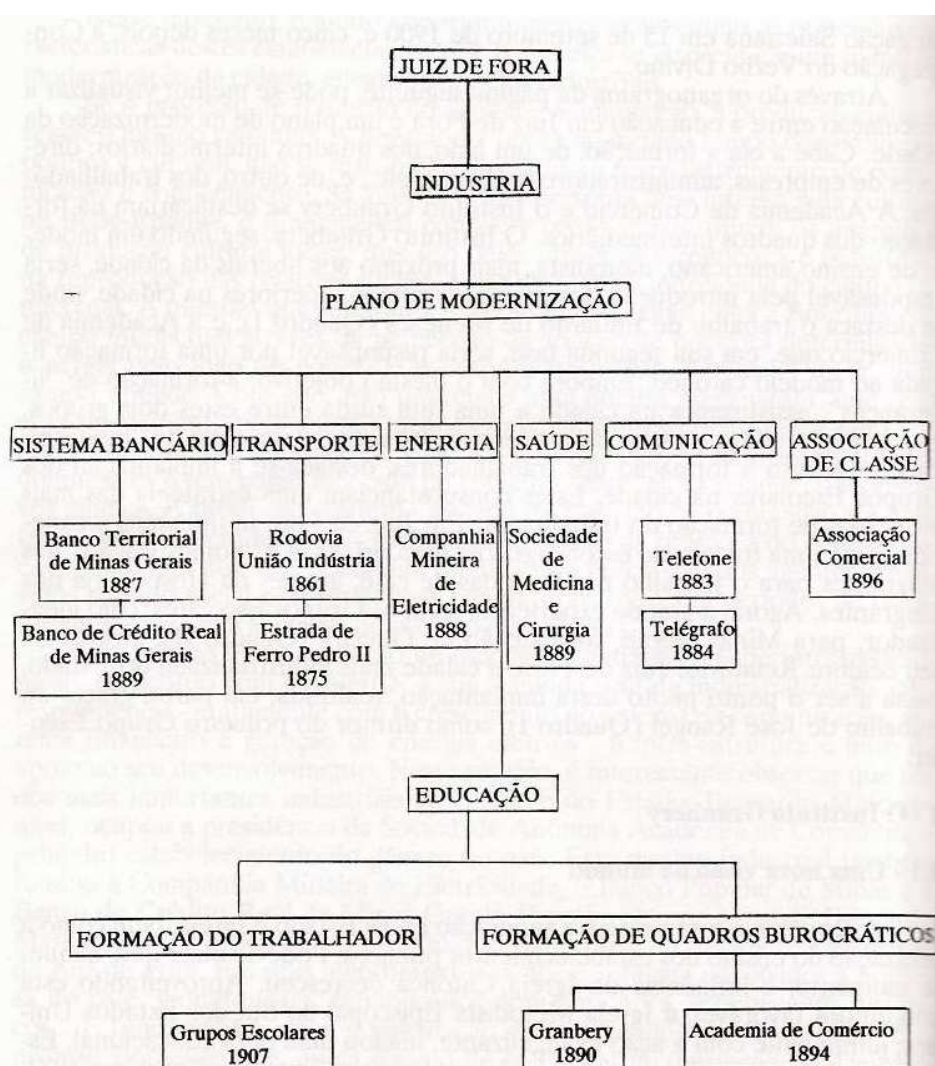 JUIZ DE FORA
INDÚSTRIA
PLANO DE MODERNIZAÇÃO
SISTEMA BANCÁRIO
TRANSPORTE
ENERGIA
SAÚDE
COMUNICAÇÃO
ASSOCIAÇÃO
DE CLASSE
Banco Territorial
de Minas Gerais
1887
Banco de Crédito Real
de Minas Gerais
1889
Rodovia
União Indústria
1861
Estrada de
Ferro Pedro II
1875
Companhia
Mineira
de
Eletricidade
1888
Sociedade
de
Medicina
e
Cirurgia
1889
Telefone
1883
Telégrafo
1884
Associação
Comercial
1896
EDUCAÇÃO
FORMAÇÃO DO TRABALHADOR
FORMAÇÃO DE QUADROS BUROCRÁTICOS
Grupos Escolares
1907
Granbery
1890
Academia de Comércio
1894